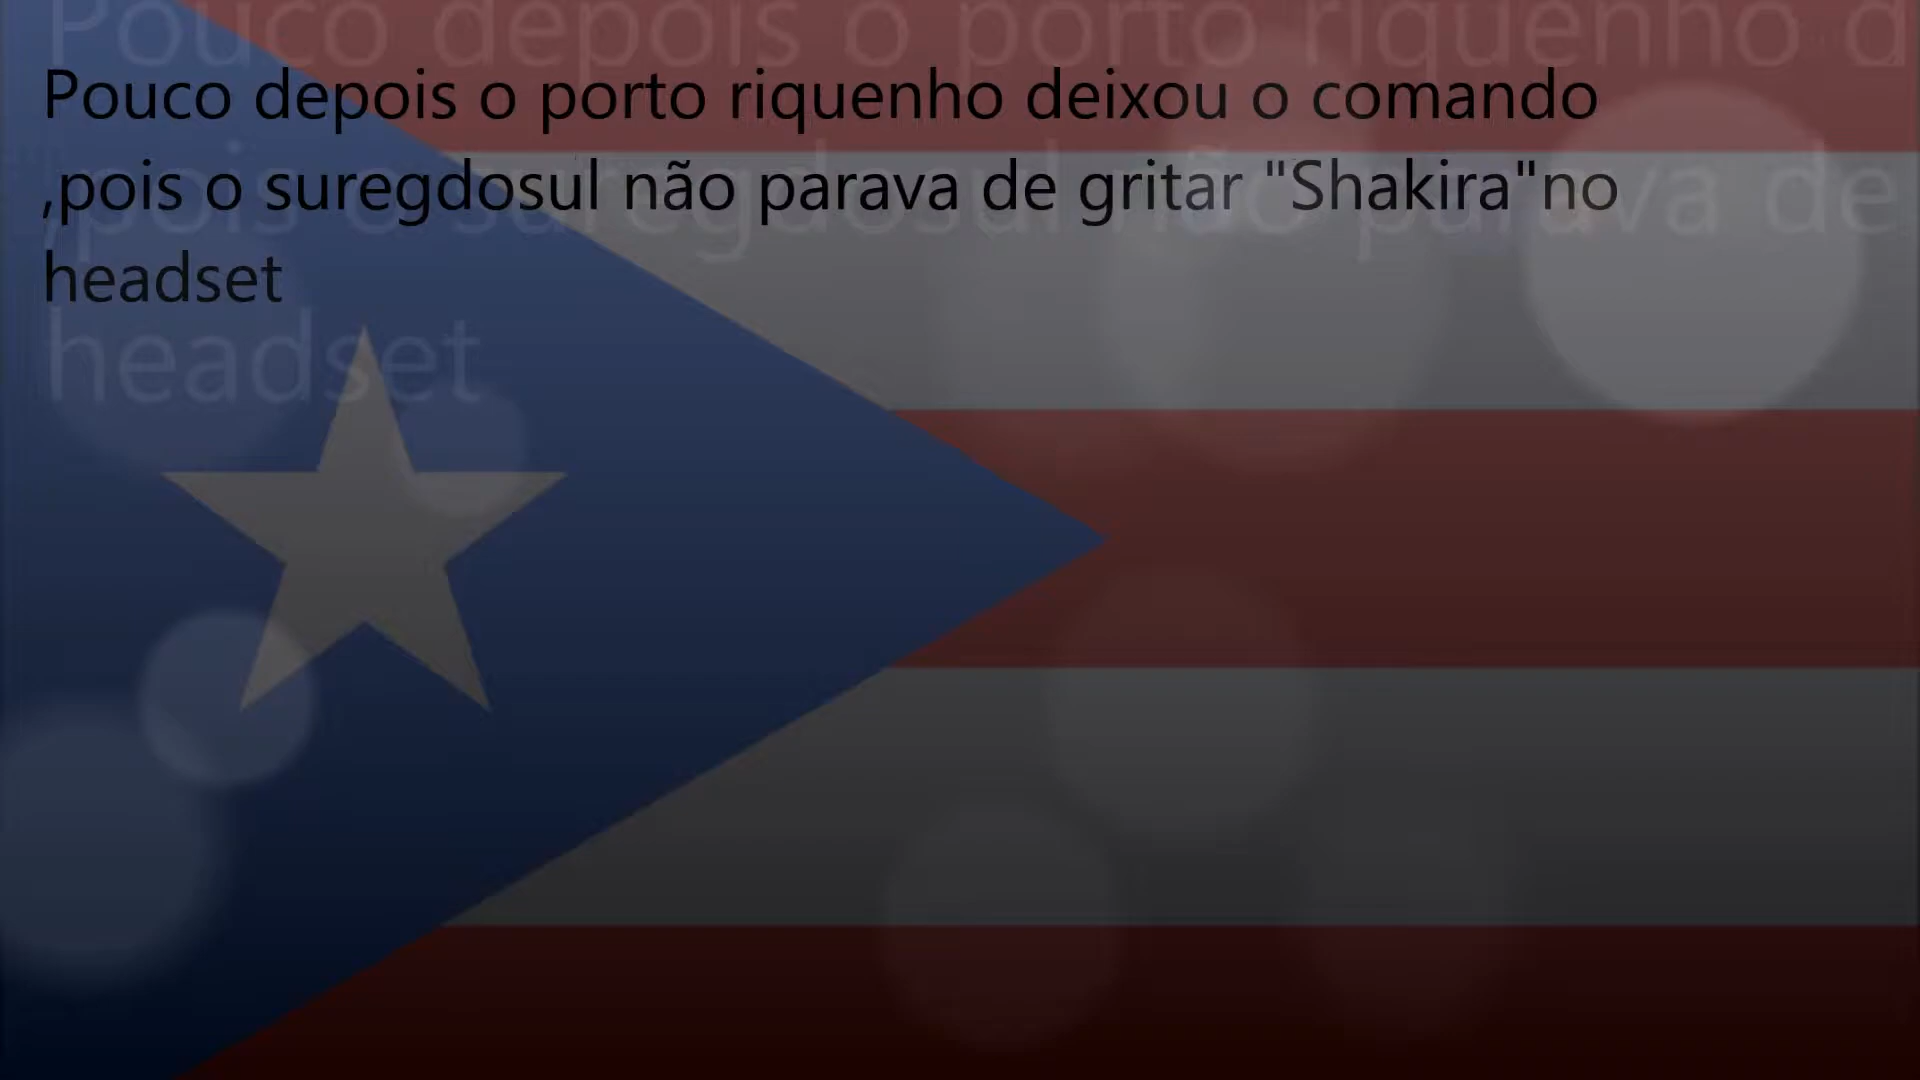 Pouco depois o porto riquenho deixou o comando
,pois o suregdosul não parava de gritar "Shakira"no
headset